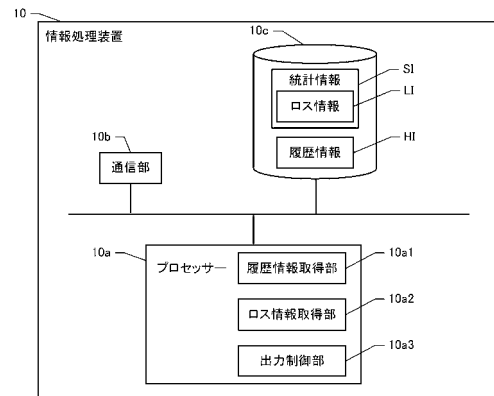 10
情報処理装置
10c
統計情報
SI
ロス情報
LI
履歴情報
HI
10b
通信部
10a
プロセッサー
履歴情報取得部
10a1
ロス情報取得部
10a2
出力制御部
10a3